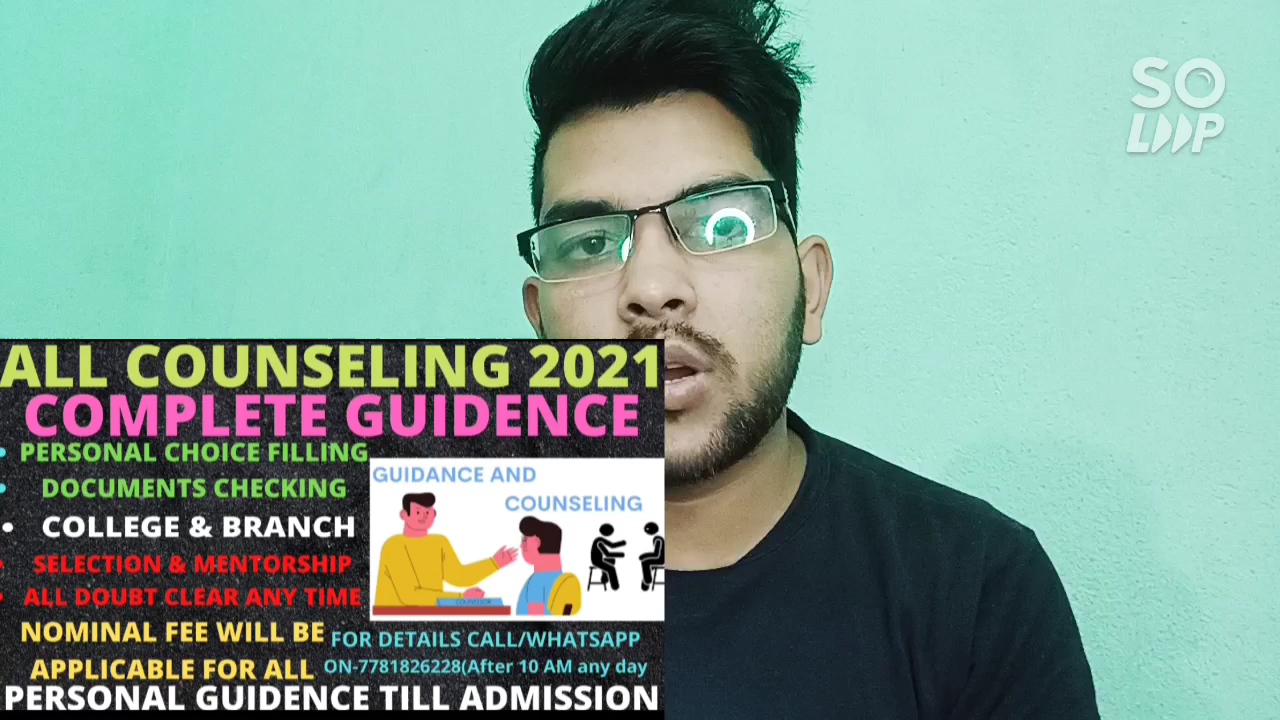 SO
LOOP
ALL COUNSELING 2021
COMPLETE GUIDENCE
• PERSONAL CHOICE FILLING
• DOCUMENTS CHECKING
• COLLEGE & BRANCH
• SELECTION & MENTORSHIP
• ALL DOUBT CLEAR ANY TIME
NOMINAL FEE WILL BE
APPLICABLE FOR ALL
GUIDANCE AND
COUNSELING
COUNSELOR
FOR DETAILS CALL/WHATSAPP
ON-7781826228(After 10 AM any day
PERSONAL GUIDENCE TILL ADMISSION